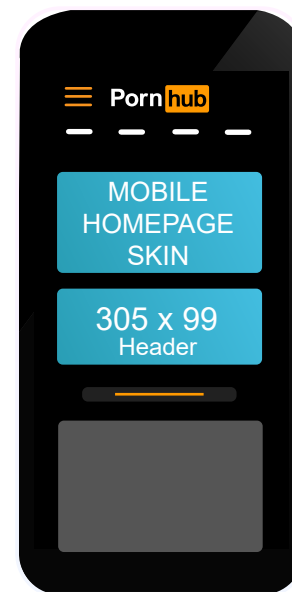 Pornhub
MOBILE
HOMEPAGE
SKIN
305 x 99
Header